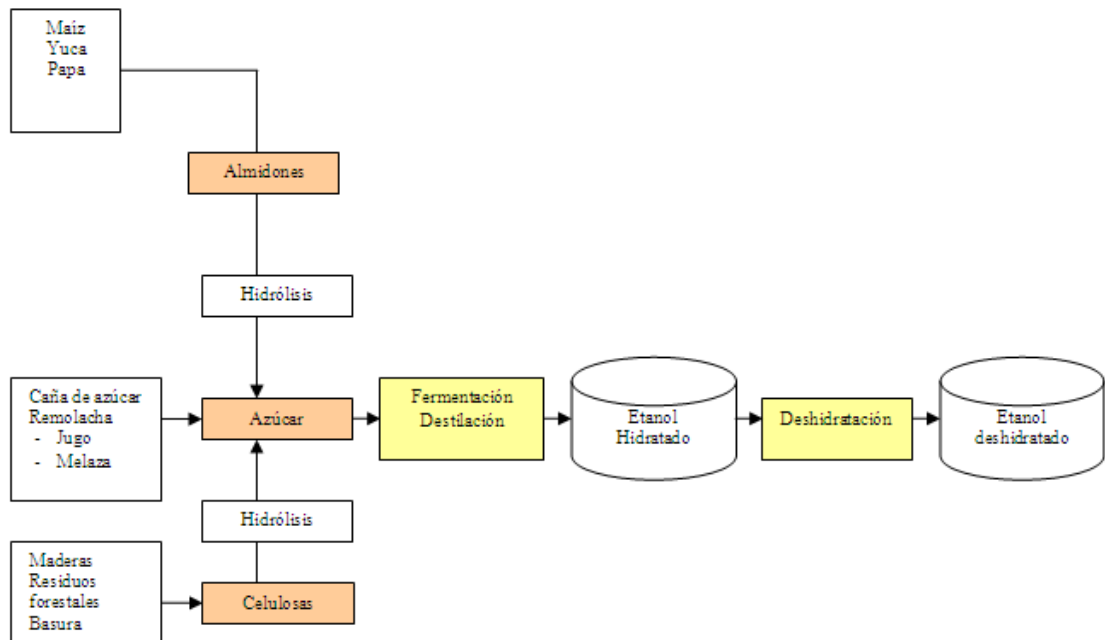 Maíz
Yuca
Papa
Almidones
Hidrólisis
Caña de azúcar
Remolacha
- Jugo
- Melaza
Azúcar
Fermentación
Destilación
Etanol
Hidratado
Deshidratación
Etanol
deshidratado
Hidrólisis
Maderas
Residuos
forestales
Basura
Celulosas